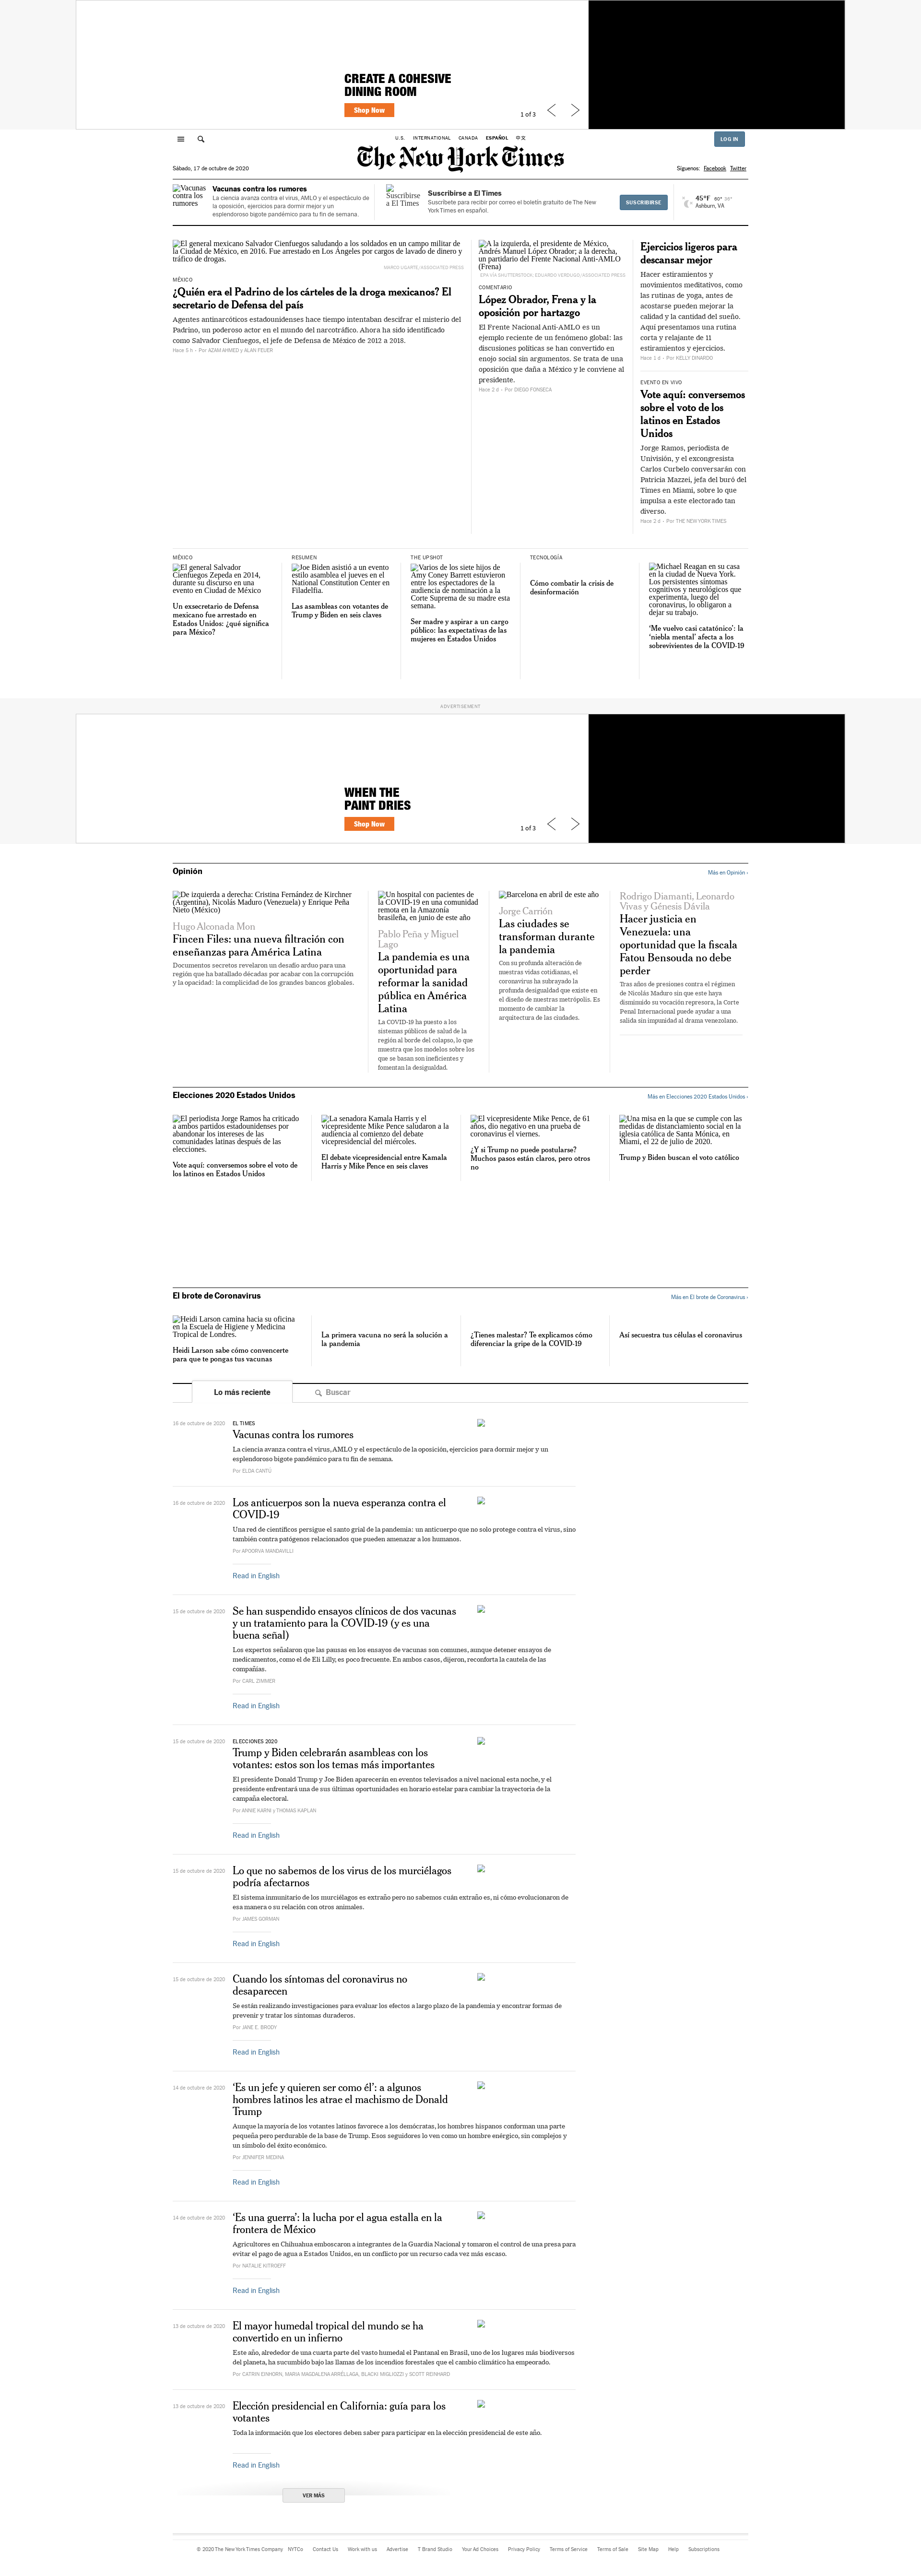 CREATE A COHESIVE
DINING ROOM
Shop Now
1 of 3
U.S. INTERNATIONAL CANADA ESPAÑOL 中文
LOG IN
The New York Times
Sábado, 17 de octubre de 2020
Síguenos: Facebook Twitter
Vacunas contra los rumores
Vacunas contra los rumores
La ciencia avanza contra el virus, AMLO y el espectáculo de
la oposición, ejercicios para dormir mejor y un
esplendoroso bigote pandémico para tu fin de semana.
Suscribirse a El Times
Suscribirse a El Times
Suscríbete para recibir por correo el boletín gratuito de The New
York Times en español.
SUSCRIBIRSE
45°F 60° 38°
Ashburn, VA
El general mexicano Salvador Cienfuegos saludando a los soldados en un campo militar de
la Ciudad de México, en 2016. Fue arrestado en Los Ángeles por cargos de lavado de dinero y
tráfico de drogas.
MARCO UGARTE/ASSOCIATED PRESS
MÉXICO
¿Quién era el Padrino de los cárteles de la droga mexicanos? El
secretario de Defensa del país
Agentes antinarcóticos estadounidenses hace tiempo intentaban descifrar el misterio del
Padrino, un poderoso actor en el mundo del narcotráfico. Ahora ha sido identificado
como Salvador Cienfuegos, el jefe de Defensa de México de 2012 a 2018.
Hace 6 h - Por AZAM AHMED y ALAN FEUER
A la izquierda, el presidente de México,
Andrés Manuel López Obrador; a la derecho,
un partidario del Frente Nacional Anti-AMLO
(Frena)
EPA VÍA SHUTTERSTOCK, EDUARDO VERDUGO/ASSOCIATED PRESS
COMENTARIO
López Obrador, Frena y la
oposición por hartazgo
El Frente Nacional Anti-AMLO es un
ejemplo reciente de un fenómeno global: las
discusiones políticas se han convertido en
enojo social sin argumentos. Se trata de una
oposición que daña a México y le conviene al
presidente.
Hace 2 d - Por DIEGO FONSECA
Ejercicios ligeros para
descansar mejor
Hacer estiramientos y
movimientos meditativos, como
las rutinas de yoga, antes de
acostarse pueden mejorar la
calidad y la cantidad del sueño.
Aquí presentamos una rutina
corta y relajante de 11
estiramientos y ejercicios.
Hace 1 d - Por KELLY DINARDO
EVENTO EN VIVO
Vote aquí: conversemos
sobre el voto de los
latinos en Estados
Unidos
Jorge Ramos, periodista de
Univisión, y el excongresista
Carlos Curbelo conversarán con
Patricia Mazzei, jefa del buró del
Times en Miami, sobre lo que
impulsa a este electorado tan
diverso.
Hace 2 d - Por THE NEW YORK TIMES
MÉXICO
El general Salvador
Cienfuegos Zepeda en 2014,
durante su discurso en una
evento en Ciudad de México
Un exsecretario de Defensa
mexicano fue arrestado en
Estados Unidos: ¿qué significa
para México?
RESUMEN
Joe Biden asistió a un evento
estilo asamblea el jueves en el
National Constitution Center en
Filadelfia.
Las asambleas con votantes de
Trump y Biden en seis claves
THE UPSHOT
Varios de los siete hijos de
Amy Coney Barrett estuvieron
entre los espectadores de la
audiencia de nominación a la
Corte Suprema de su madre esta
semana.
Ser madre y aspirar a un cargo
público: las expectativas de las
mujeres en Estados Unidos
TECNOLOGÍA
Cómo combatir la crisis de
desinformación
Michael Reagan en su casa
en la ciudad de Nueva York.
Los persistentes síntomas
cognitivos y neurológicos que
experimenta, luego del
coronavirus, lo obligaron a
dejar su trabajo.
‘Me vuelvo casi catatónico’: la
‘niebla mental’ afecta a los
sobrevivientes de la COVID-19
ADVERTISEMENT
WHEN THE
PAINT DRIES
Shop Now
1 of 3
Opinión
Más en Opinión ›
De izquierda a derecha: Cristina Fernández de Kirchner
(Argentina), Nicolás Maduro (Venezuela) y Enrique Peña
Nieto (México)
Hugo Alconada Mon
Fincen Files: una nueva filtración con
enseñanzas para América Latina
Documentos secretos revelaron un desafío arduo para una
región que ha batallado décadas por acabar con la corrupción
y la opacidad: la complicidad de los grandes bancos globales.
Un hospital con pacientes de
la COVID-19 en una comunidad
remota en la Amazonía
brasileña, en junio de este año
Pablo Peña y Miguel
Lago
La pandemia es una
oportunidad para
reformar la sanidad
pública en América
Latina
La COVID-19 ha puesto a los
sistemas públicos de salud de la
región al borde del colapso, lo que
muestra que los modelos sobre los
que se basan son ineficientes y
fomentan la desigualdad.
Barcelona en abril de este año
Jorge Carrión
Las ciudades se
transforman durante
la pandemia
Con su profunda alteración de
nuestras vidas cotidianas, el
coronavirus ha subrayado la
profunda desigualdad que existe en
el diseño de nuestras metrópolis. Es
momento de cambiar la
arquitectura de las ciudades.
Rodrigo Diamanti, Leonardo
Vivas y Génesis Dávila
Hacer justicia en
Venezuela: una
oportunidad que la fiscala
Fatou Bensouda no debe
perder
Tras años de presiones contra el régimen
de Nicolás Maduro sin que este haya
disminuido su vocación represora, la Corte
Penal Internacional puede ayudar a una
salida sin impunidad al drama venezolano.
Elecciones 2020 Estados Unidos
Más en Elecciones 2020 Estados Unidos ›
El periodista Jorge Ramos ha criticado
a ambos partidos estadounidenses por
abandonar los intereses de las
comunidades latinas después de las
elecciones.
Vote aquí: conversemos sobre el voto de
los latinos en Estados Unidos
La senadora Kamala Harris y el
vicepresidente Mike Pence saludaron a la
audiencia al comienzo del debate
vicepresidencial del miércoles.
El debate vicepresidencial entre Kamala
Harris y Mike Pence en seis claves
El vicepresidente Mike Pence, de 61
años, dio negativo en una prueba de
coronavirus el viernes.
¿Y si Trump no puede postularse?
Muchos pasos están claros, pero otros
no
Una misa en la que se cumple con las
medidas de distanciamiento social en la
iglesia católica de Santa Mónica, en
Miami, el 22 de julio de 2020.
Trump y Biden buscan el voto católico
El brote de Coronavirus
Más en El brote de Coronavirus ›
Heidi Larson camina hacia su oficina
en la Escuela de Higiene y Medicina
Tropical de Londres.
Heidi Larson sabe cómo convencerte
para que te pongas tus vacunas
La primera vacuna no será la solución a
la pandemia
¿Tienes malestar? Te explicamos cómo
diferenciar la gripe de la COVID-19
Así secuestra tus células el coronavirus
Lo más reciente
Buscar
16 de octubre de 2020
EL TIMES
Vacunas contra los rumores
La ciencia avanza contra el virus, AMLO y el espectáculo de la oposición, ejercicios para dormir mejor y un
esplendoroso bigote pandémico para tu fin de semana.
Por ELDA CANTÚ
16 de octubre de 2020
Los anticuerpos son la nueva esperanza contra el
COVID-19
Una red de científicos persigue el santo grial de la pandemia: un anticuerpo que no solo protege contra el virus, sino
también contra patógenos relacionados que pueden amenazar a los humanos.
Por APOORVA MANDAVILLI
Read in English
15 de octubre de 2020
Se han suspendido ensayos clínicos de dos vacunas
y un tratamiento para la COVID-19 (y es una
buena señal)
Los expertos señalaron que las pausas en los ensayos de vacunas son comunes, aunque detener ensayos de
medicamentos, como el de Eli Lilly, es poco frecuente. En ambos casos, dijeron, reconforta la cautela de las
compañías.
Por CARL ZIMMER
Read in English
15 de octubre de 2020
ELECCIONES 2020
Trump y Biden celebrarán asambleas con los
votantes: estos son los temas más importantes
El presidente Donald Trump y Joe Biden aparecerán en eventos televisados a nivel nacional esta noche, y el
presidente enfrentará una de sus últimas oportunidades en horario estelar para cambiar la trayectoria de la
campaña electoral.
Por ANNIE KARNI y THOMAS KAPLAN
Read in English
15 de octubre de 2020
Lo que no sabemos de los virus de los murciélagos
podría afectarnos
El sistema inmunitario de los murciélagos es extraño pero no sabemos cuán extraño es, ni cómo evolucionaron de
esa manera o su relación con otros animales.
Por JAMES GORMAN
Read in English
15 de octubre de 2020
Cuando los síntomas del coronavirus no
desaparecen
Se están realizando investigaciones para evaluar los efectos a largo plazo de la pandemia y encontrar formas de
prevenir y tratar los síntomas duraderos.
Por JANE E. BRODY
Read in English
14 de octubre de 2020
‘Es un jefe y quieren ser como él’: a algunos
hombres latinos les atrae el machismo de Donald
Trump
Aunque la mayoría de los votantes latinos favorece a los demócratas, los hombres hispanos conforman una parte
pequeña pero perdurable de la base de Trump. Esos seguidores lo ven como un hombre enérgico, sin complejos y
un símbolo del éxito económico.
Por JENNIFER MEDINA
Read in English
14 de octubre de 2020
‘Es una guerra’: la lucha por el agua estalla en la
frontera de México
Agricultores en Chihuahua emboscaron a integrantes de la Guardia Nacional y tomaron el control de una presa para
evitar el pago de agua a Estados Unidos, en un conflicto por un recurso cada vez más escaso.
Por NATALIE KITROEFF
Read in English
13 de octubre de 2020
El mayor humedal tropical del mundo se ha
convertido en un infierno
Este año, alrededor de una cuarta parte del vasto humedal el Pantanal en Brasil, uno de los lugares más biodiversos
del planeta, ha sucumbido bajo las llamas de los incendios forestales que el cambio climático ha empeorado.
Por CATRIN EINHORN, MARIA MAGDALENA ARRÉLLAGA, BLACKI MIGLIOZZI y SCOTT REINHARD
13 de octubre de 2020
Elección presidencial en California: guía para los
votantes
Toda la información que los electores deben saber para participar en la elección presidencial de este año.
Read in English
VER MÁS
© 2020 The New York Times Company NYTCo Contact Us Work with us Advertise T Brand Studio Your Ad Choices Privacy Policy Terms of Service Terms of Sale Site Map Help Subscriptions